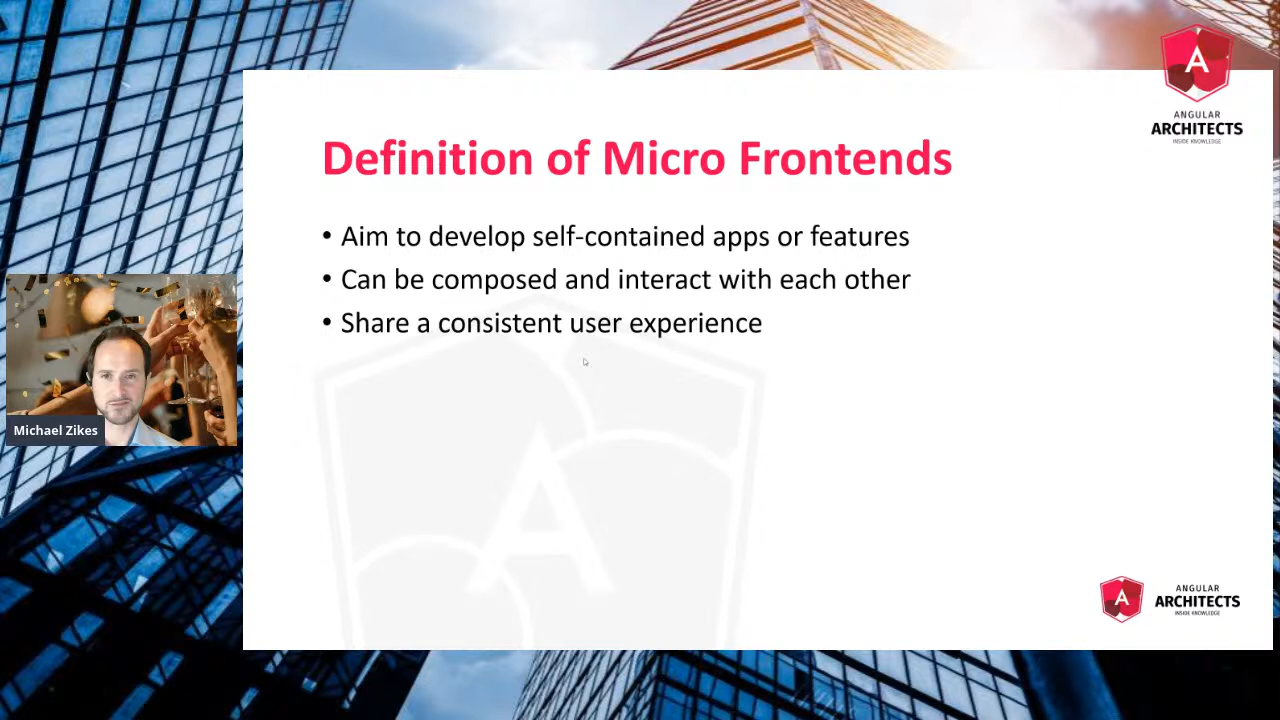 ANGULAR
ARCHITECTS
INSIDE KNOWLEDGE
Definition of Micro Frontends
• Aim to develop self-contained apps or features
• Can be composed and interact with each other
• Share a consistent user experience
Michael Zikes
ANGULAR
ARCHITECTS
INSIDE KNOWLEDGE